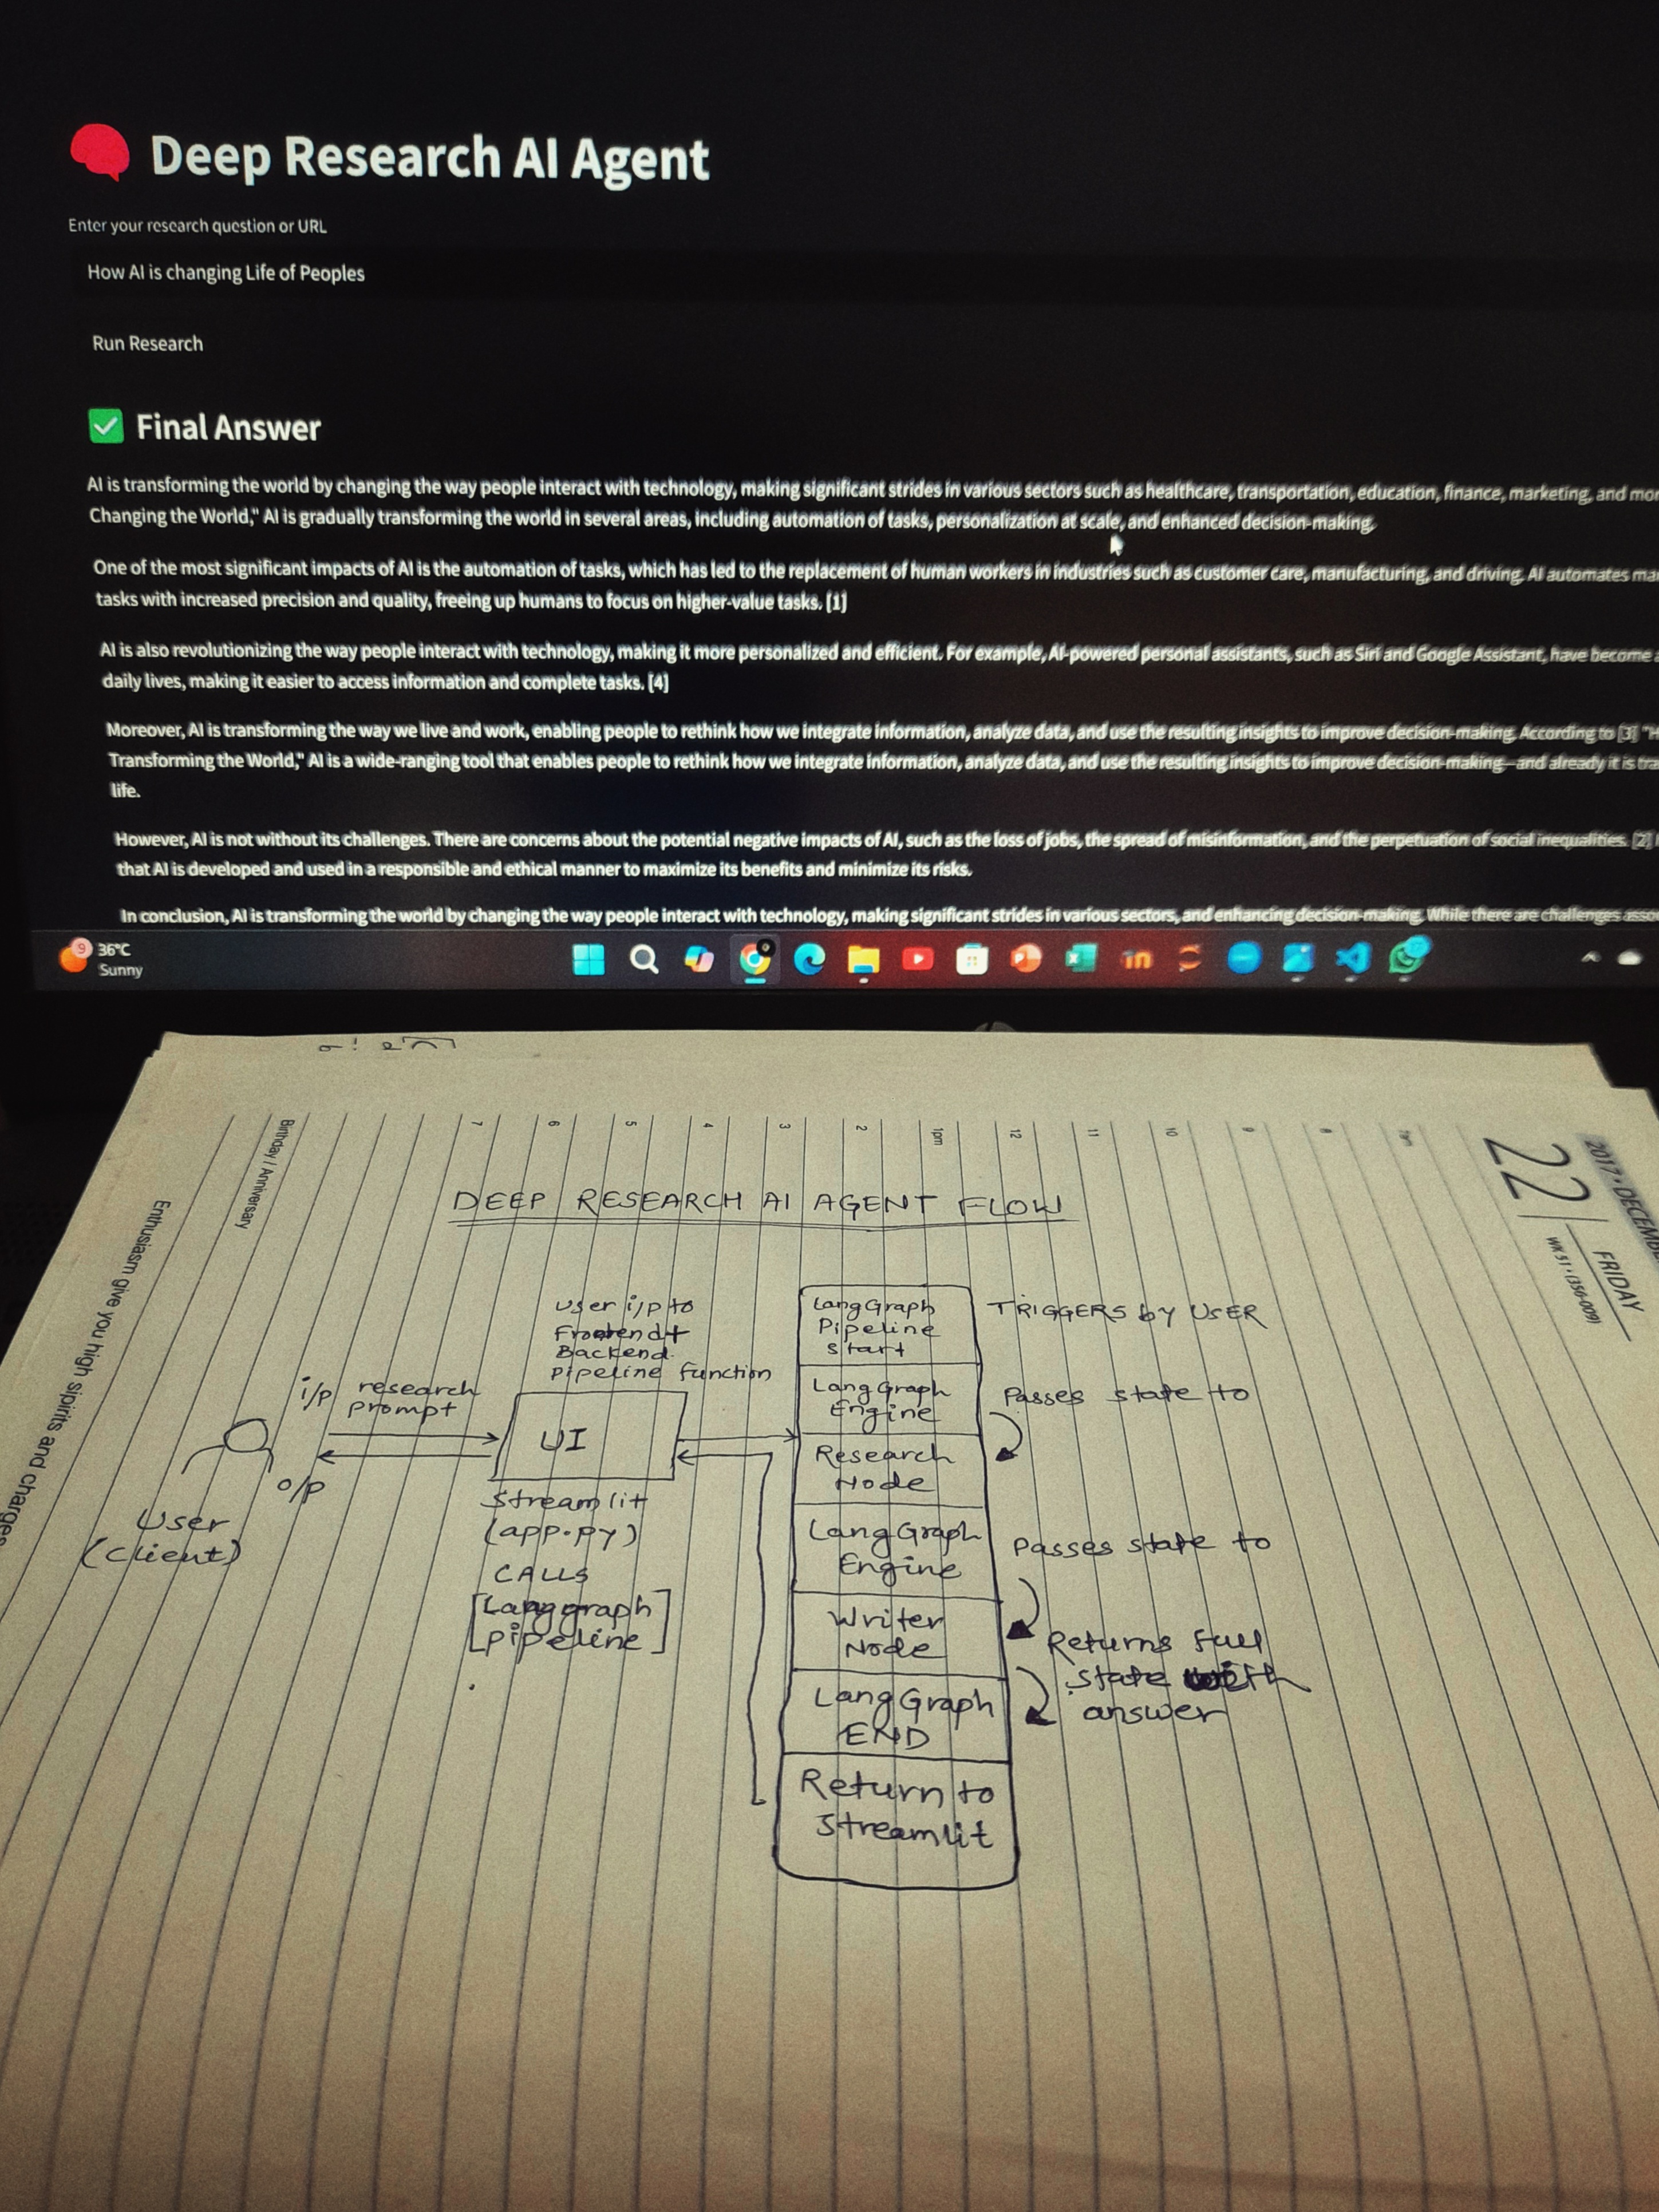 Deep Research AI Agent
Enter your research question or URL
How AI is changing Life of Peoples
Run Research
Final Answer
AI is transforming the world by changing the way people interact with technology, making significant strides in various sectors such as healthcare, transportation, education, finance, marketing, and mor
Changing the World," AI is gradually transforming the world in several areas, including automation of tasks, personalization at scale, and enhanced decision-making.
One of the most significant impacts of AI is the automation of tasks, which has led to the replacement of human workers in industries such as customer care, manufacturing, and driving. AI automates ma
tasks with increased precision and quality, freeing up humans to focus on higher-value tasks. [1]
AI is also revolutionizing the way people interact with technology, making it more personalized and efficient. For example, AI-powered personal assistants, such as Siri and Google Assistant, have become a
daily lives, making it easier to access information and complete tasks. [4]
Moreover, AI is transforming the way we live and work, enabling people to rethink how we integrate information, analyze data, and use the resulting insights to improve decision-making. According to [3] "H
Transforming the World," AI is a wide-ranging tool that enables people to rethink how we integrate information, analyze data, and use the resulting insights to improve decision-making—and already it is tra
life.
However, AI is not without its challenges. There are concerns about the potential negative impacts of AI, such as the loss of jobs, the spread of misinformation, and the perpetuation of social inequalities. [2]
that AI is developed and used in a responsible and ethical manner to maximize its benefits and minimize its risks.
In conclusion, AI is transforming the world by changing the way people interact with technology, making significant strides in various sectors, and enhancing decision-making. While there are challenges asso
9
36°C
Sunny
in
7 6 5 4 3 2 1pm 12 11 10 9 8
2017 • DECEMBE
22
FRIDAY
WK 51 • (356-009)
Birthday / Anniversary
Enthusiasm give you high sipirits and charges
DEEP RESEARCH AI AGENT FLOW
i/p research
prompt
o/p
User
(Client)
User i/p to
Frontend+
Backend
Pipeline function
UI
Streamlit
(app.py)
CALLS
[Langgraph
pipeline]
LangGraph
Pipeline
Start
TRIGGERS by USER
LangGraph
Engine
Passes state to
Research
Node
LangGraph
Engine
Passes state to
Writer
Node
Returns full
state with
answer
LangGraph
END
Return to
Streamlit